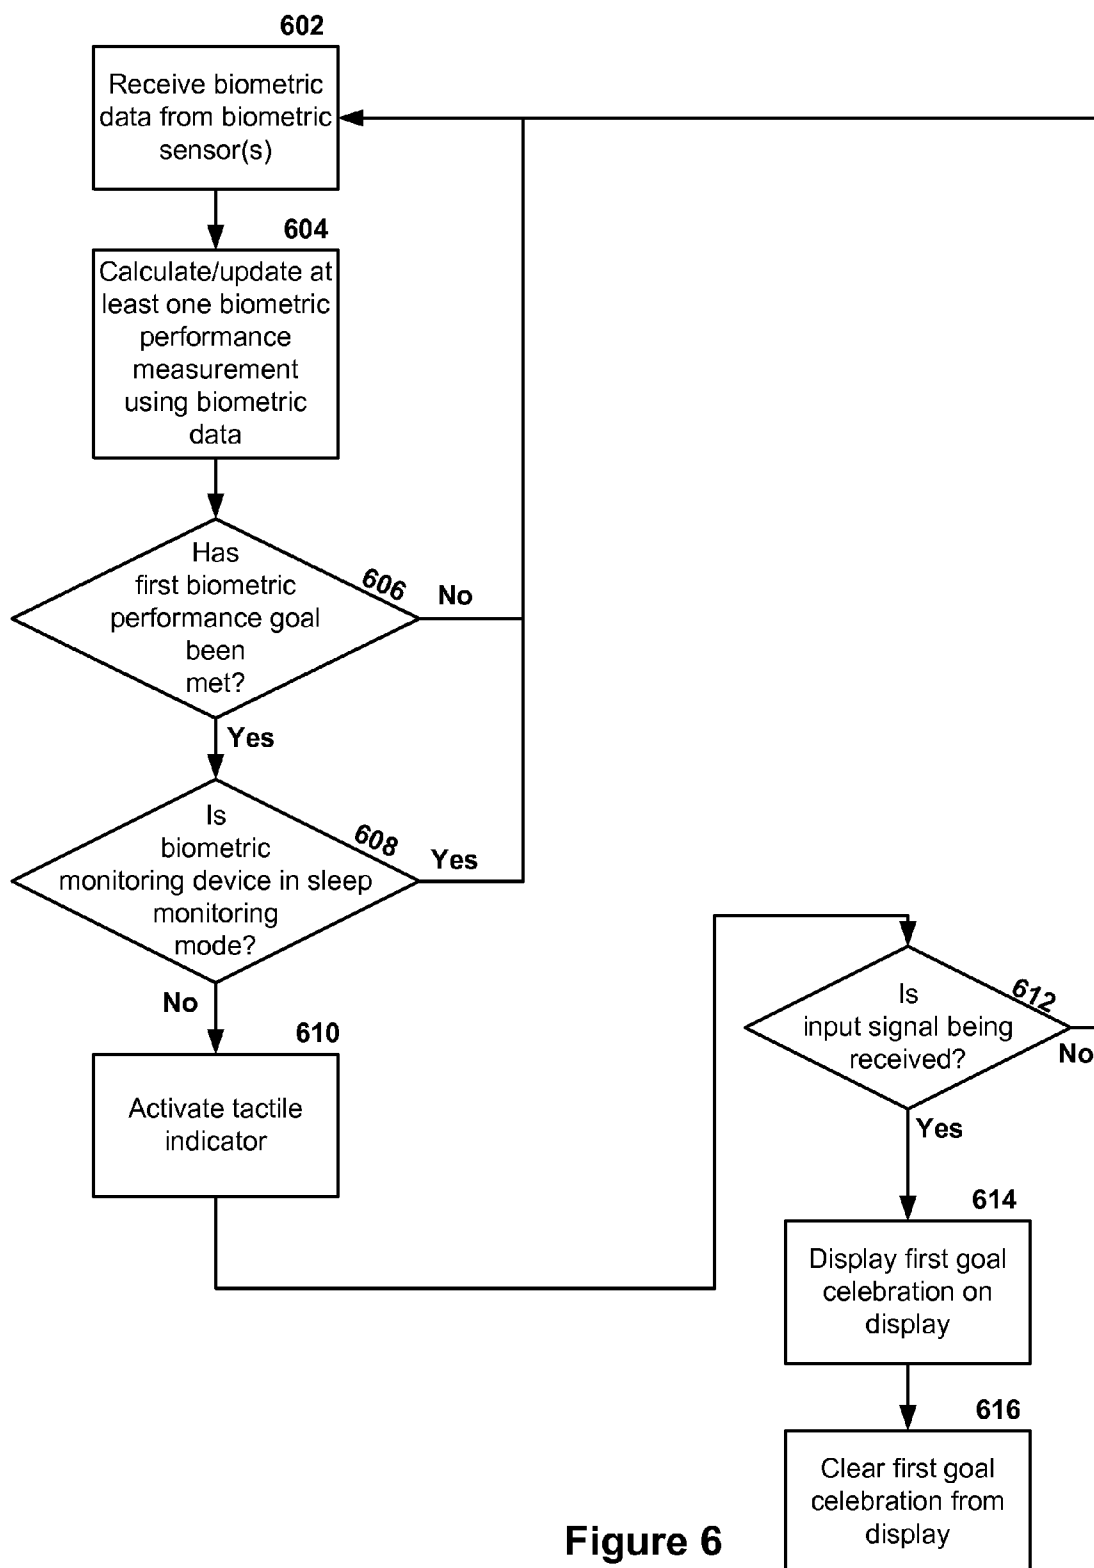 602
Receive biometric
data from biometric
sensor(s)
604
Calculate/update at
least one biometric
performance
measurement
using biometric
data
Has
first biometric
performance goal
been
met?
606
No
Yes
Is
biometric
monitoring device in sleep
monitoring
mode?
608
Yes
No
610
Activate tactile
indicator
Is
input signal being
received?
612
No
Yes
614
Display first goal
celebration on
display
616
Clear first goal
celebration from
display
Figure 6